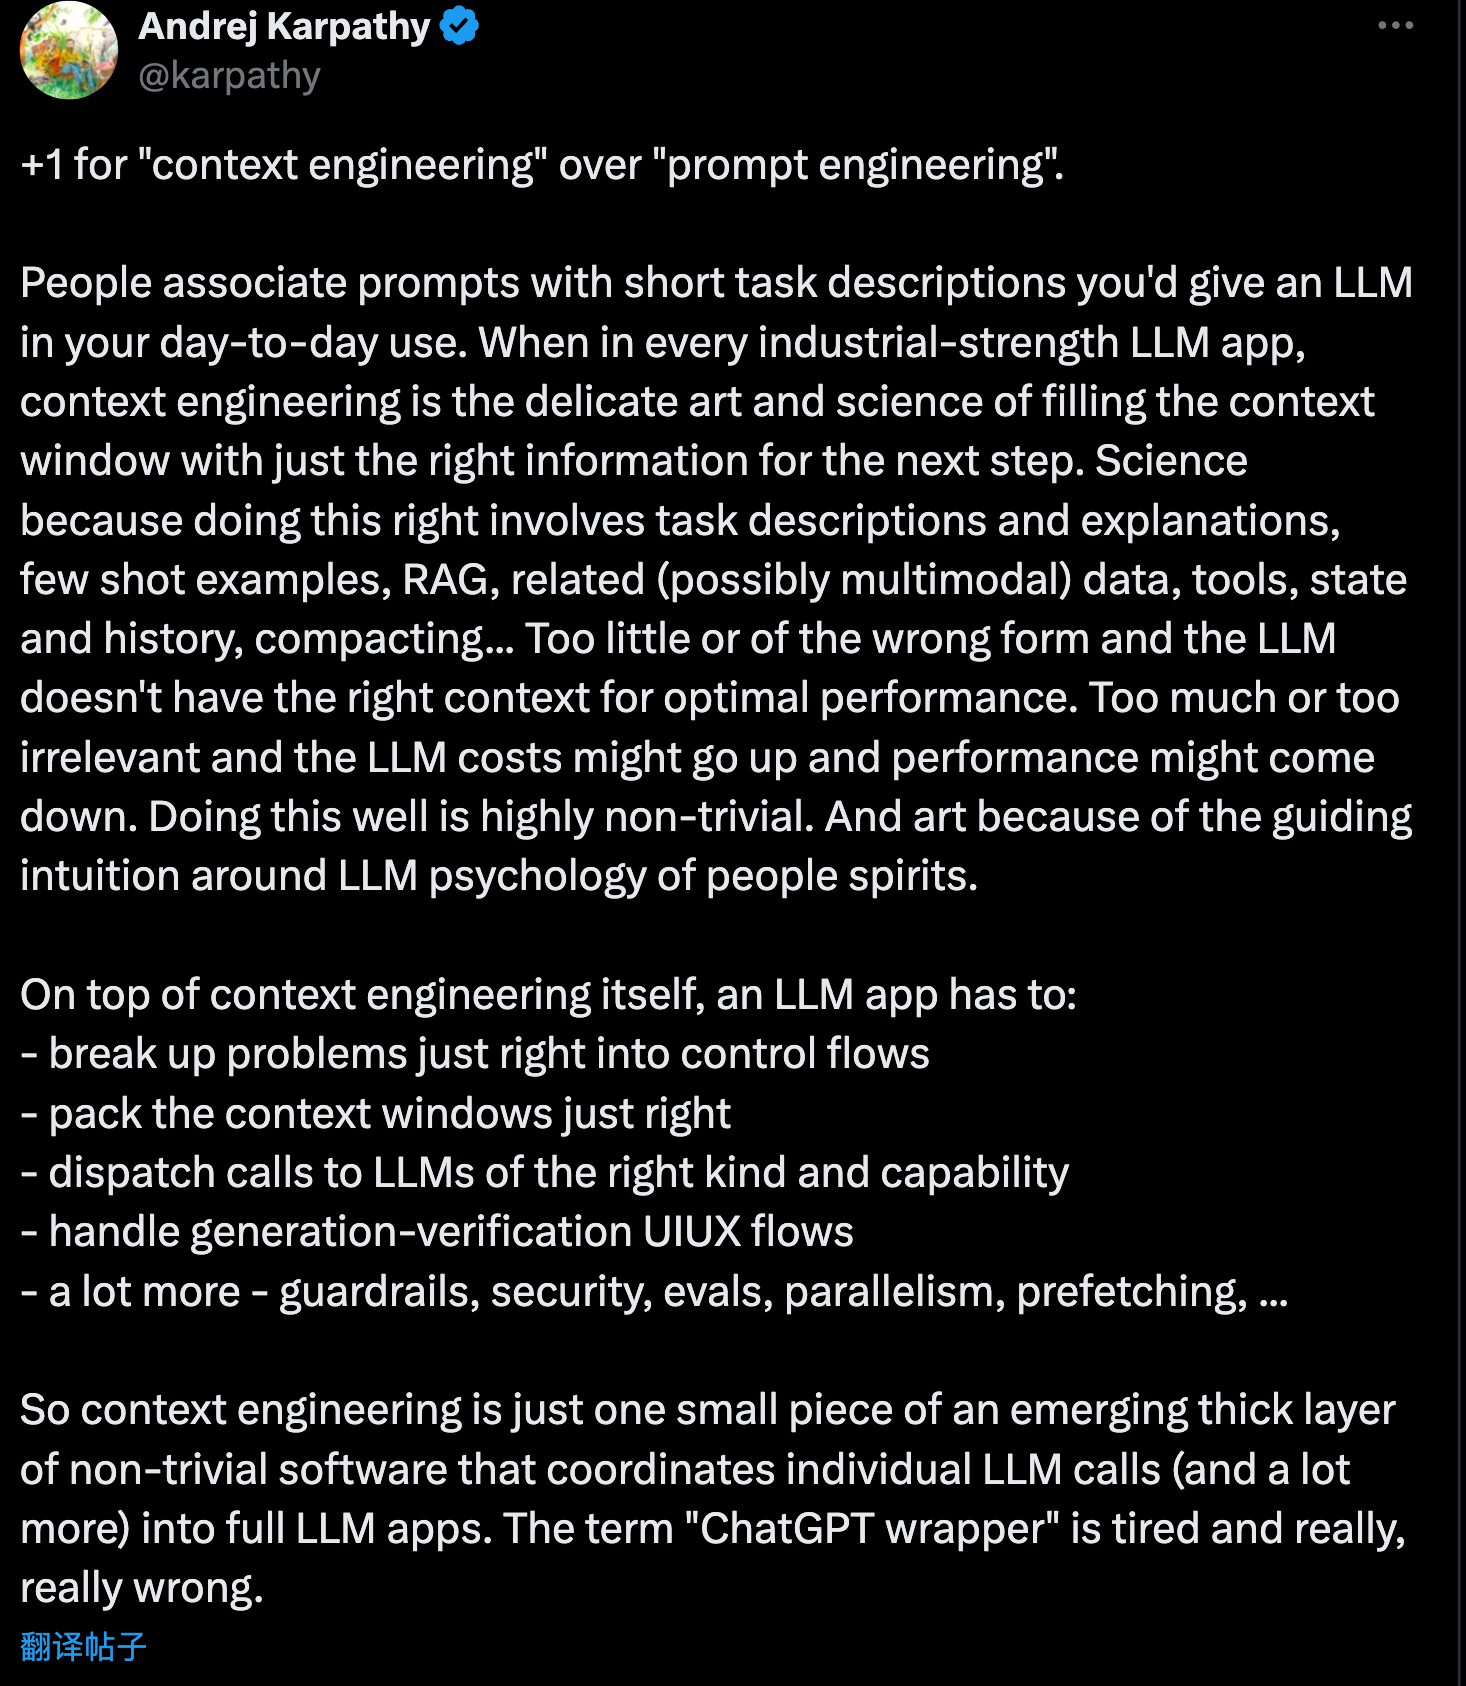 Andrej Karpathy
@karpathy
+1 for "context engineering" over "prompt engineering".
People associate prompts with short task descriptions you'd give an LLM
in your day-to-day use. When in every industrial-strength LLM app,
context engineering is the delicate art and science of filling the context
window with just the right information for the next step. Science
because doing this right involves task descriptions and explanations,
few shot examples, RAG, related (possibly multimodal) data, tools, state
and history, compacting... Too little or of the wrong form and the LLM
doesn't have the right context for optimal performance. Too much or too
irrelevant and the LLM costs might go up and performance might come
down. Doing this well is highly non-trivial. And art because of the guiding
intuition around LLM psychology of people spirits.
On top of context engineering itself, an LLM app has to:
- break up problems just right into control flows
- pack the context windows just right
- dispatch calls to LLMs of the right kind and capability
- handle generation-verification UIUX flows
- a lot more - guardrails, security, evals, parallelism, prefetching, ...
So context engineering is just one small piece of an emerging thick layer
of non-trivial software that coordinates individual LLM calls (and a lot
more) into full LLM apps. The term "ChatGPT wrapper" is tired and really,
really wrong.
翻译帖子